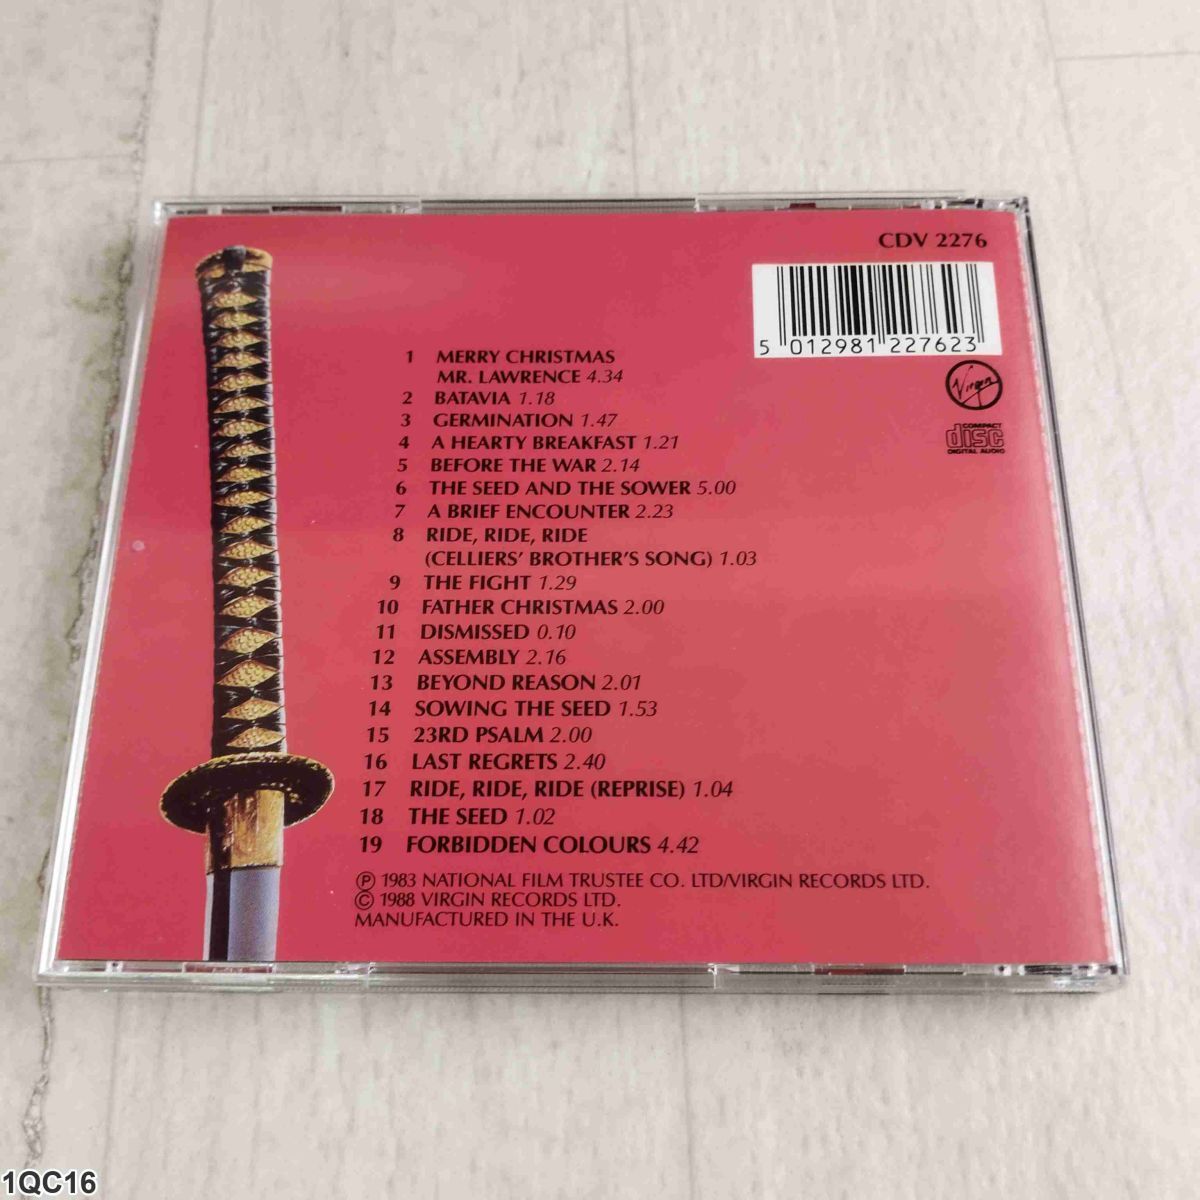 CDV 2276
5 012981 227623
Virgin
COMPACT
disc
DIGITAL AUDIO
1 MERRY CHRISTMAS
MR. LAWRENCE 4.34
2 BATAVIA 1.18
3 GERMINATION 1.47
4 A HEARTY BREAKFAST 1.21
5 BEFORE THE WAR 2.14
6 THE SEED AND THE SOWER 5.00
7 A BRIEF ENCOUNTER 2.23
8 RIDE, RIDE, RIDE
(CELLIERS' BROTHER'S SONG) 1.03
9 THE FIGHT 1.29
10 FATHER CHRISTMAS 2.00
11 DISMISSED 0.10
12 ASSEMBLY 2.16
13 BEYOND REASON 2.01
14 SOWING THE SEED 1.53
15 23RD PSALM 2.00
16 LAST REGRETS 2.40
17 RIDE, RIDE, RIDE (REPRISE) 1.04
18 THE SEED 1.02
19 FORBIDDEN COLOURS 4.42
Ⓟ 1983 NATIONAL FILM TRUSTEE CO. LTD/VIRGIN RECORDS LTD.
© 1988 VIRGIN RECORDS LTD.
MANUFACTURED IN THE U.K.
1QC16